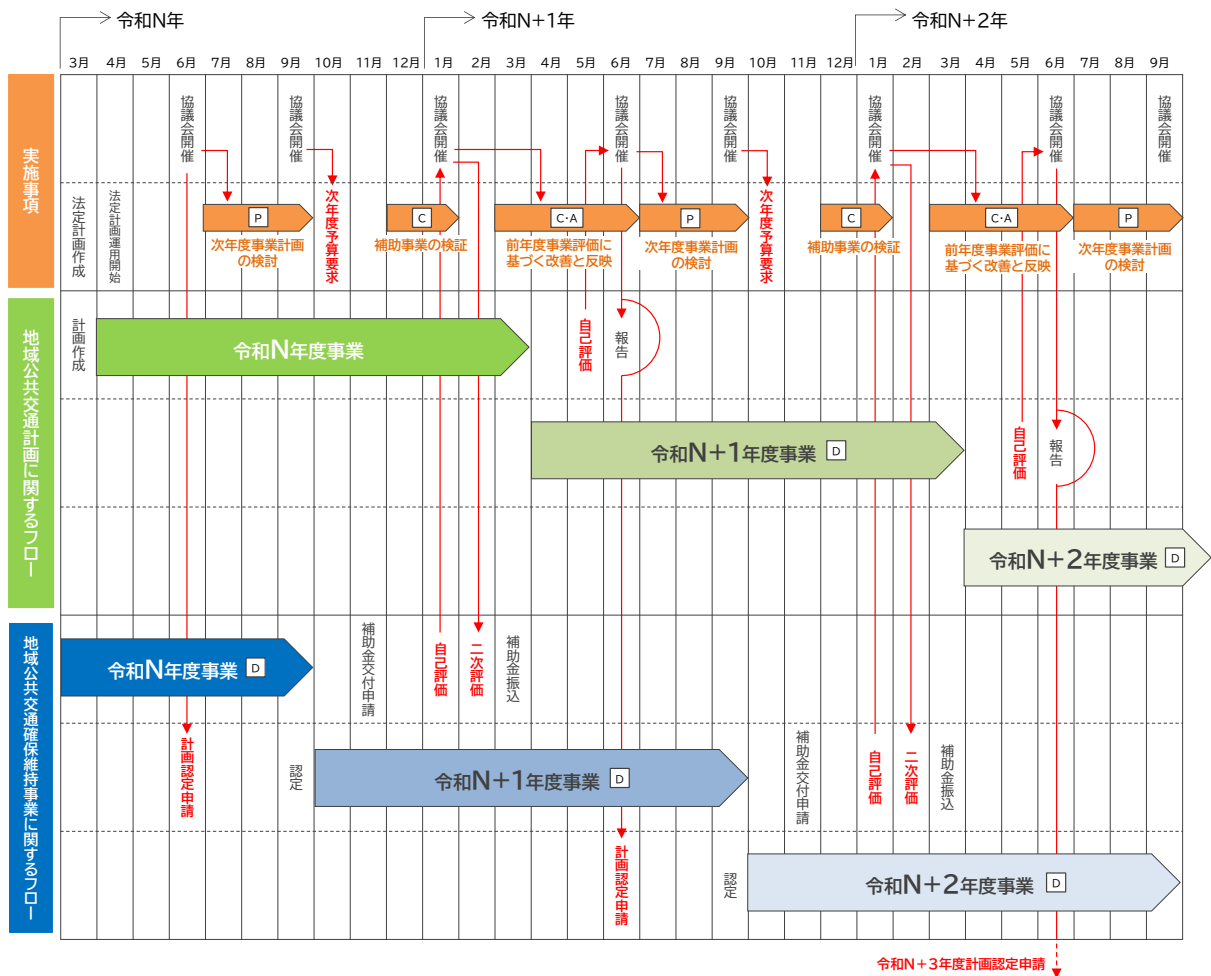 令和N年
令和N+1年
令和N+2年
3月
4月
5月
6月
7月
8月
9月
10月
11月
12月
1月
2月
3月
4月
5月
6月
7月
8月
9月
10月
11月
12月
1月
2月
3月
4月
5月
6月
7月
8月
9月
実施事項
協議会開催
協議会開催
協議会開催
協議会開催
協議会開催
協議会開催
協議会開催
協議会開催
法定計画作成
法定計画運用開始
P
次年度事業計画
の検討
次年度予算要求
C
補助事業の検証
C・A
前年度事業評価に
基づく改善と反映
P
次年度事業計画
の検討
次年度予算要求
C
補助事業の検証
C・A
前年度事業評価に
基づく改善と反映
P
次年度事業計画
の検討
地域公共交通計画に関するフロー
計画作成
令和N年度事業
自己評価
報告
令和N+1年度事業
D
自己評価
報告
令和N+2年度事業
D
地域公共交通確保維持事業に関するフロー
令和N年度事業
D
補助金交付申請
自己評価
二次評価
補助金振込
計画認定申請
認定
令和N+1年度事業
D
補助金交付申請
自己評価
二次評価
補助金振込
計画認定申請
認定
令和N+2年度事業
D
令和N+3年度計画認定申請